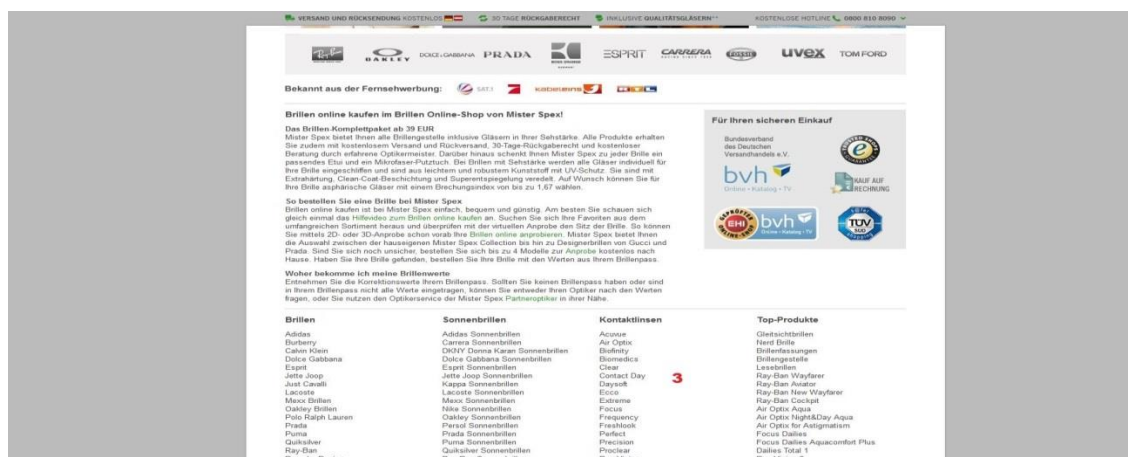 VERSAND UND RÜCKSENDUNG KOSTENLOS
30 TAGE RÜCKGABERECHT
INKLUSIVE QUALITÄTSGLÄSERN**
KOSTENLOSE HOTLINE 0800 810 8090
Ray-Ban
OAKLEY
DOLCE & GABBANA
PRADA
ESPRIT
CARRERA
FOSSIL
uvex
TOM FORD
Bekannt aus der Fernsehwerbung:
SAT.1
kabel eins
RTL
Brillen online kaufen im Brillen Online-Shop von Mister Spex!
Das Brillen-Komplettpaket ab 39 EUR
Mister Spex bietet Ihnen alle Brillengestelle inklusive Gläsern in Ihrer Sehstärke. Alle Produkte erhalten
Sie zudem mit kostenlosem Versand und Rückversand, 30-Tage-Rückgaberecht und kostenloser
Beratung durch erfahrene Optikermeister. Darüber hinaus schenkt Ihnen Mister Spex zu jeder Brille ein
passendes Etui und ein Mikrofaser-Putztuch. Bei Brillen mit Sehstärke werden alle Gläser individuell für
Ihre Brille eingeschliffen und sind aus leichtem und robustem Kunststoff mit UV-Schutz. Sie sind mit
Extrahärtung, Clean-Coat-Beschichtung und Superentspiegelung veredelt. Auf Wunsch können Sie für
Ihre Brille asphärische Gläser mit einem Brechungsindex von bis zu 1,67 wählen.
So bestellen Sie eine Brille bei Mister Spex
Brillen online kaufen ist bei Mister Spex einfach, bequem und günstig. Am besten Sie schauen sich
gleich einmal das Hilfevideo zum Brillen online kaufen an. Suchen Sie sich Ihre Favoriten aus dem
umfangreichen Sortiment heraus und überprüfen mit der virtuellen Anprobe den Sitz der Brille. So können
Sie mittels 2D- oder 3D-Anprobe schon vorab Ihre Brillen online anprobieren. Mister Spex bietet Ihnen
die Auswahl zwischen der hauseigenen Mister Spex Collection bis hin zu Designerbrillen von Gucci und
Prada. Sind Sie sich noch unsicher, bestellen Sie sich bis zu 4 Modelle zur Anprobe kostenlos nach
Hause. Haben Sie Ihre Brille gefunden, bestellen Sie Ihre Brille mit den Werten aus Ihrem Brillenpass.
Woher bekomme ich meine Brillenwerte
Entnehmen Sie die Korrektionswerte Ihrem Brillenpass. Sollten Sie keinen Brillenpass haben oder sind
in Ihrem Brillenpass nicht alle Werte eingetragen, können Sie entweder Ihren Optiker nach den Werten
fragen, oder Sie nutzen den Optikerservice der Mister Spex Partneroptiker in ihrer Nähe.
Für Ihren sicheren Einkauf
Bundesverband
des Deutschen
Versandhandels e.V.
bvh
Online • Katalog • TV
KAUF AUF
RECHNUNG
EHI
bvh
Online • Katalog • TV
TÜV
SÜD
Brillen
Adidas
Burberry
Calvin Klein
Dolce Gabbana
Esprit
Jette Joop
Just Cavalli
Lacoste
Mexx Brillen
Oakley Brillen
Polo Ralph Lauren
Prada
Puma
Quiksilver
Ray-Ban
Sonnenbrillen
Adidas Sonnenbrillen
Carrera Sonnenbrillen
DKNY Donna Karan Sonnenbrillen
Dolce Gabbana Sonnenbrillen
Esprit Sonnenbrillen
Jette Joop Sonnenbrillen
Kappa Sonnenbrillen
Lacoste Sonnenbrillen
Mexx Sonnenbrillen
Nike Sonnenbrillen
Oakley Sonnenbrillen
Persol Sonnenbrillen
Prada Sonnenbrillen
Puma Sonnenbrillen
Quiksilver Sonnenbrillen
Kontaktlinsen
Acuvue
Air Optix
Biofinity
Biomedics
Clear
Contact Day
Daysoft
Ecco
Extreme
Focus
Frequency
Freshlook
Perfect
Precision
Proclear
3
Top-Produkte
Gleitsichtbrillen
Nerd Brille
Brillenfassungen
Brillengestelle
Lesebrillen
Ray-Ban Wayfarer
Ray-Ban Aviator
Ray-Ban New Wayfarer
Ray-Ban Cockpit
Air Optix Aqua
Air Optix Night&Day Aqua
Air Optix for Astigmatism
Focus Dailies
Focus Dailies Aquacomfort Plus
Dailies Total 1